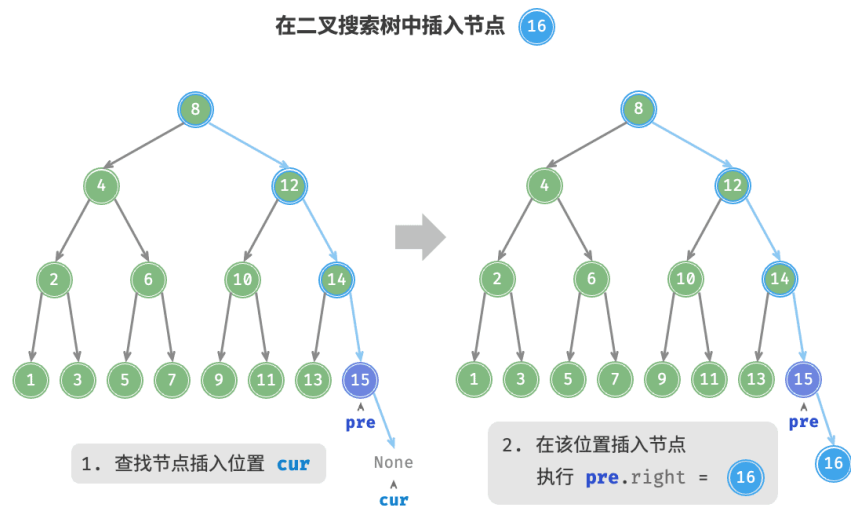 在二叉搜索树中插入节点 16
8
4 12
2 6 10 14
1 3 5 7 9 11 13 15
pre
None
cur
1. 查找节点插入位置 cur
8
4 12
2 6 10 14
1 3 5 7 9 11 13 15
pre
16
2. 在该位置插入节点
执行 pre.right = 16